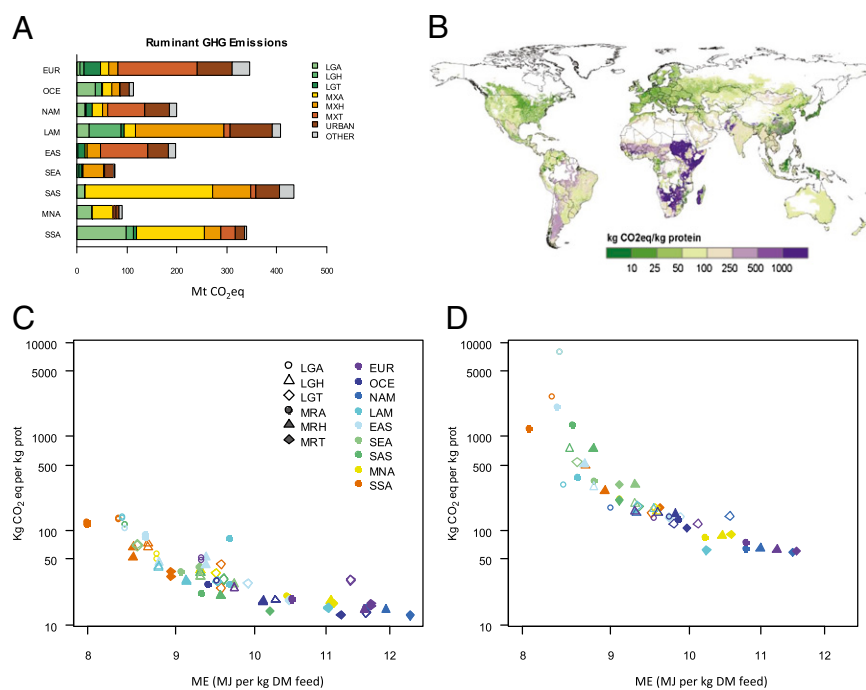 A
Ruminant GHG Emissions
EUR
OCE
NAM
LAM
EAS
SEA
SAS
MNA
SSA
LGA
LGH
LGT
MXA
MXH
MXT
URBAN
OTHER
0 100 200 300 400 500
Mt CO2eq
B
kg CO2eq/kg protein
10 25 50 100 250 500 1000
C
Kg CO2 eq per kg prot
10000
5000
1000
500
100
50
10
LGA
LGH
LGT
MRA
MRH
MRT
EUR
OCE
NAM
LAM
EAS
SEA
SAS
MNA
SSA
8 9 10 11 12
ME (MJ per kg DM feed)
D
Kg CO2 eq per kg prot
10000
5000
1000
500
100
50
10
8 9 10 11 12
ME (MJ per kg DM feed)